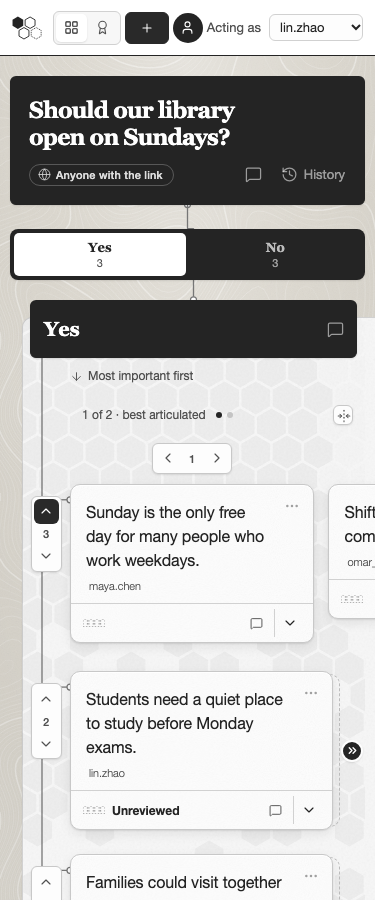 Acting as
lin.zhao
Should our library
open on Sundays?
Anyone with the link
History
Yes
3
No
3
Yes
Most important first
1 of 2 · best articulated
1
3
Sunday is the only free
day for many people who
work weekdays.
maya.chen
Shift
com
omar_
2
Students need a quiet place
to study before Monday
exams.
lin.zhao
Unreviewed
Families could visit together